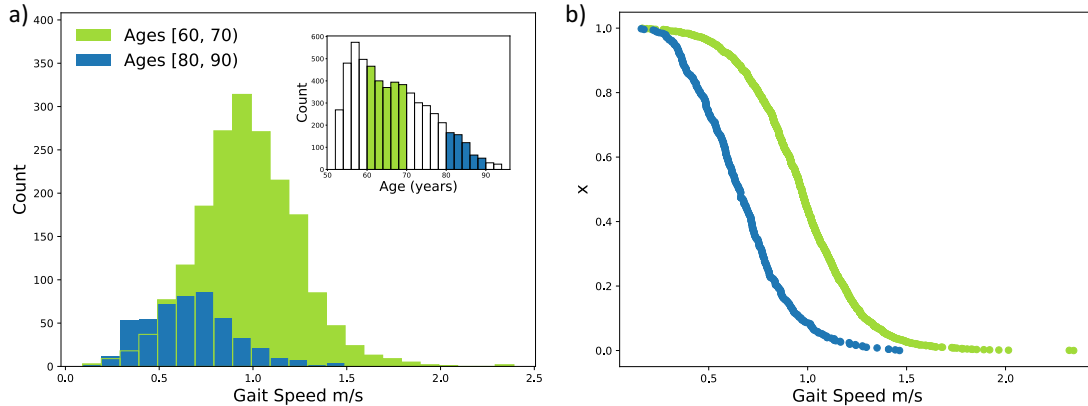 a)
400
350
300
250
200
150
100
50
0
Count
0.0 0.5 1.0 1.5 2.0 2.5
Gait Speed m/s
Ages [60, 70)
Ages [80, 90)
600
500
400
300
200
100
0
Count
50 60 70 80 90
Age (years)
b)
1.0
0.8
0.6
0.4
0.2
0.0
x
0.5 1.0 1.5 2.0
Gait Speed m/s